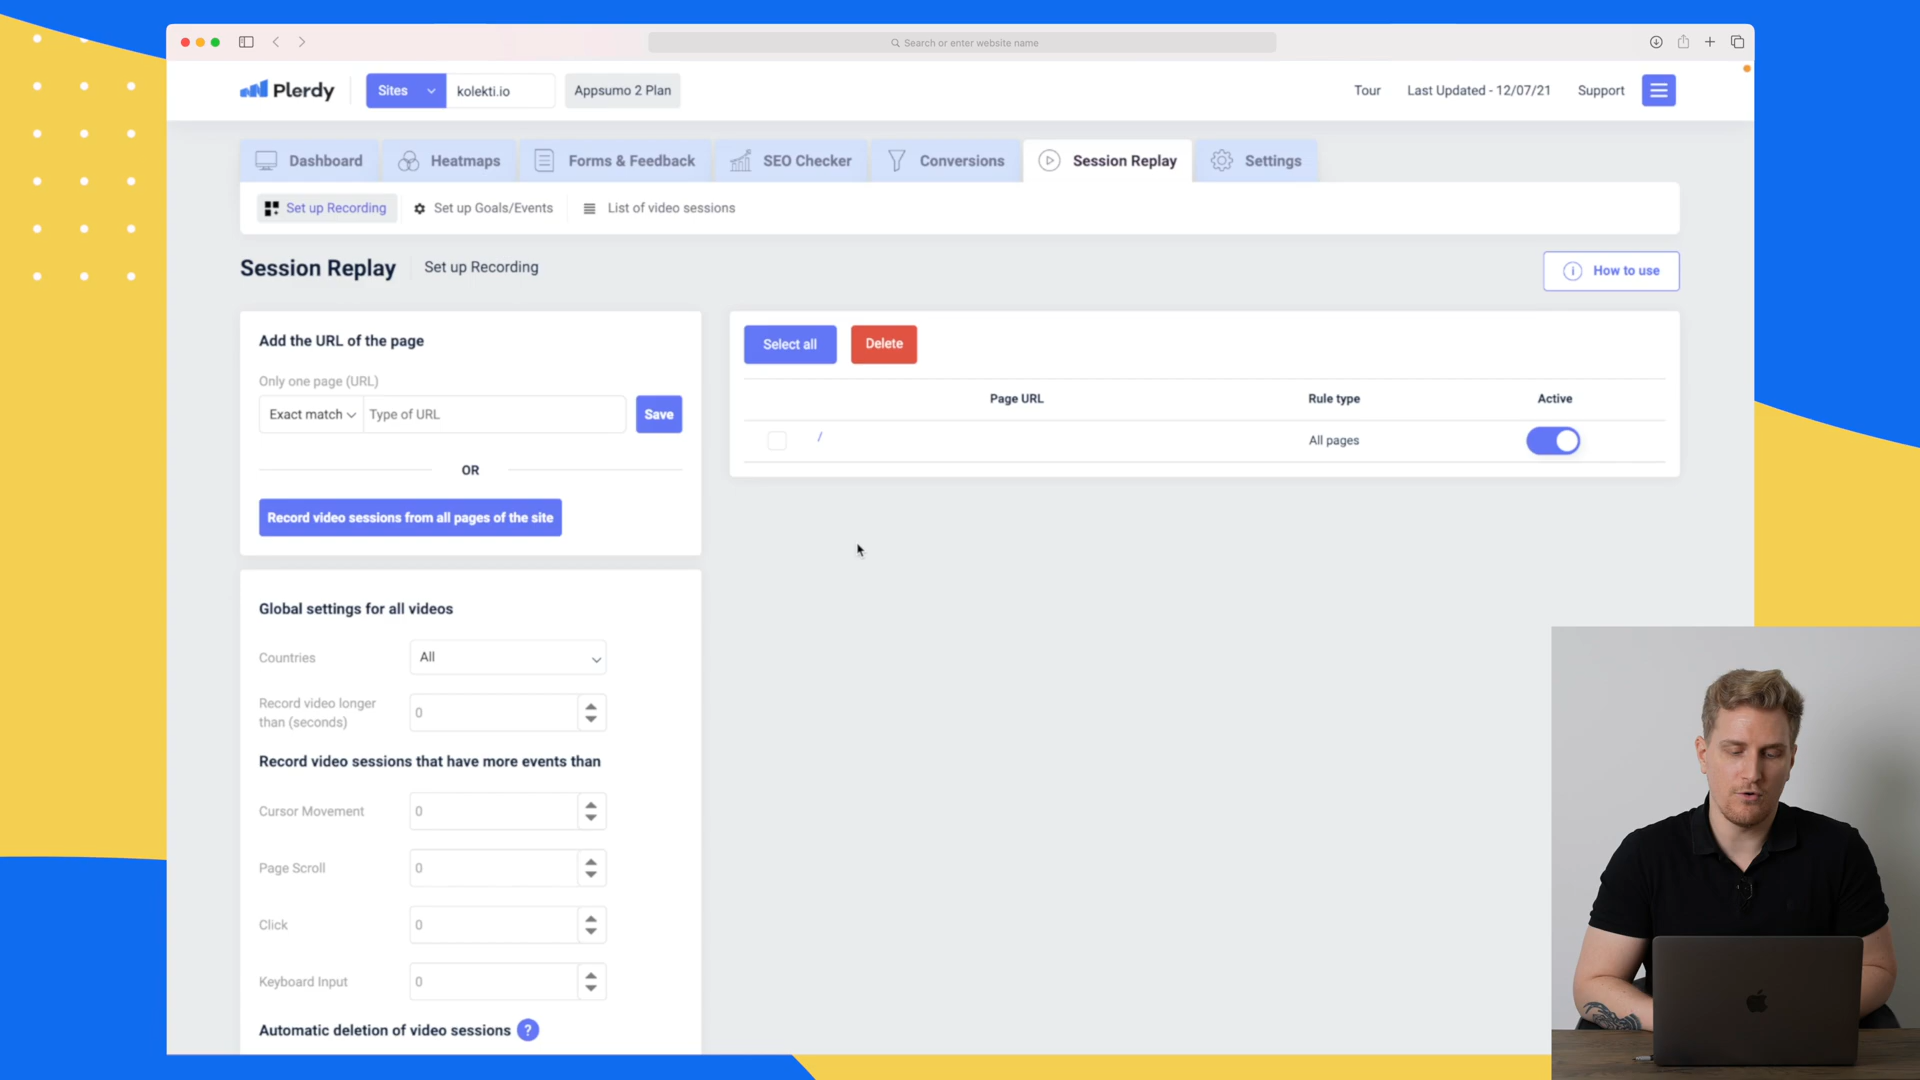 Search or enter website name
Plerdy
Sites
kolekti.io
Appsumo 2 Plan
Tour
Last Updated - 12/07/21
Support
Dashboard
Heatmaps
Forms & Feedback
SEO Checker
Conversions
Session Replay
Settings
Set up Recording
Set up Goals/Events
List of video sessions
Session Replay
Set up Recording
How to use
Add the URL of the page
Only one page (URL)
Exact match
Type of URL
Save
OR
Record video sessions from all pages of the site
Select all
Delete
Page URL
Rule type
Active
/
All pages
Global settings for all videos
Countries
All
Record video longer
than (seconds)
0
Record video sessions that have more events than
Cursor Movement
0
Page Scroll
0
Click
0
Keyboard Input
0
Automatic deletion of video sessions ?